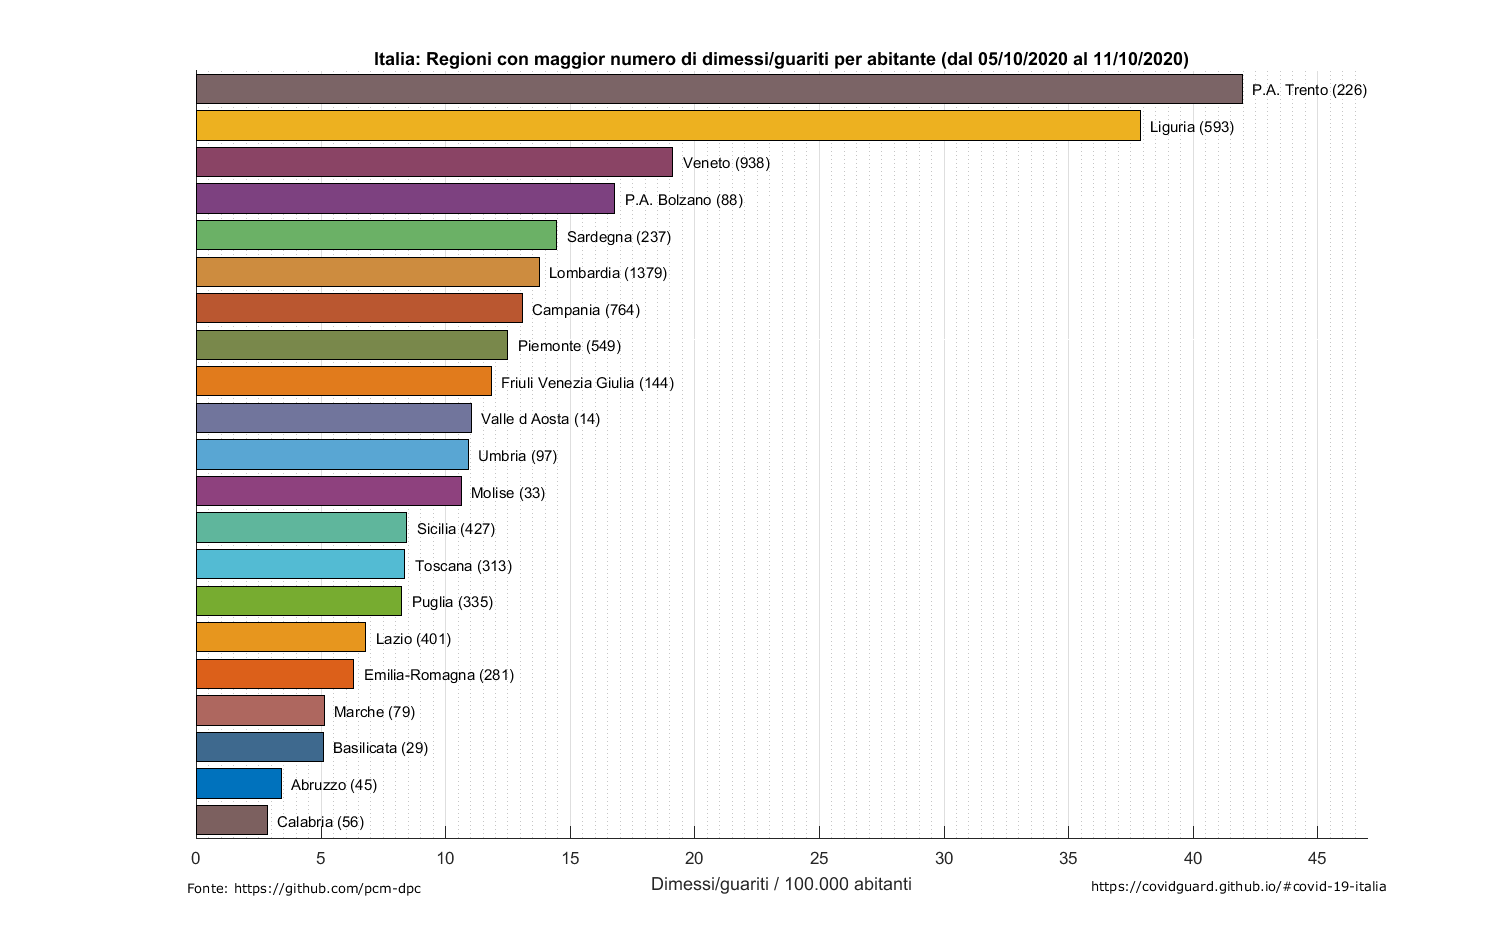 Italia: Regioni con maggior numero di dimessi/guariti per abitante (dal 05/10/2020 al 11/10/2020)
P.A. Trento (226)
Liguria (593)
Veneto (938)
P.A. Bolzano (88)
Sardegna (237)
Lombardia (1379)
Campania (764)
Piemonte (549)
Friuli Venezia Giulia (144)
Valle d Aosta (14)
Umbria (97)
Molise (33)
Sicilia (427)
Toscana (313)
Puglia (335)
Lazio (401)
Emilia-Romagna (281)
Marche (79)
Basilicata (29)
Abruzzo (45)
Calabria (56)
0 5 10 15 20 25 30 35 40 45
Dimessi/guariti / 100.000 abitanti
Fonte: https://github.com/pcm-dpc
https://covidguard.github.io/#covid-19-italia